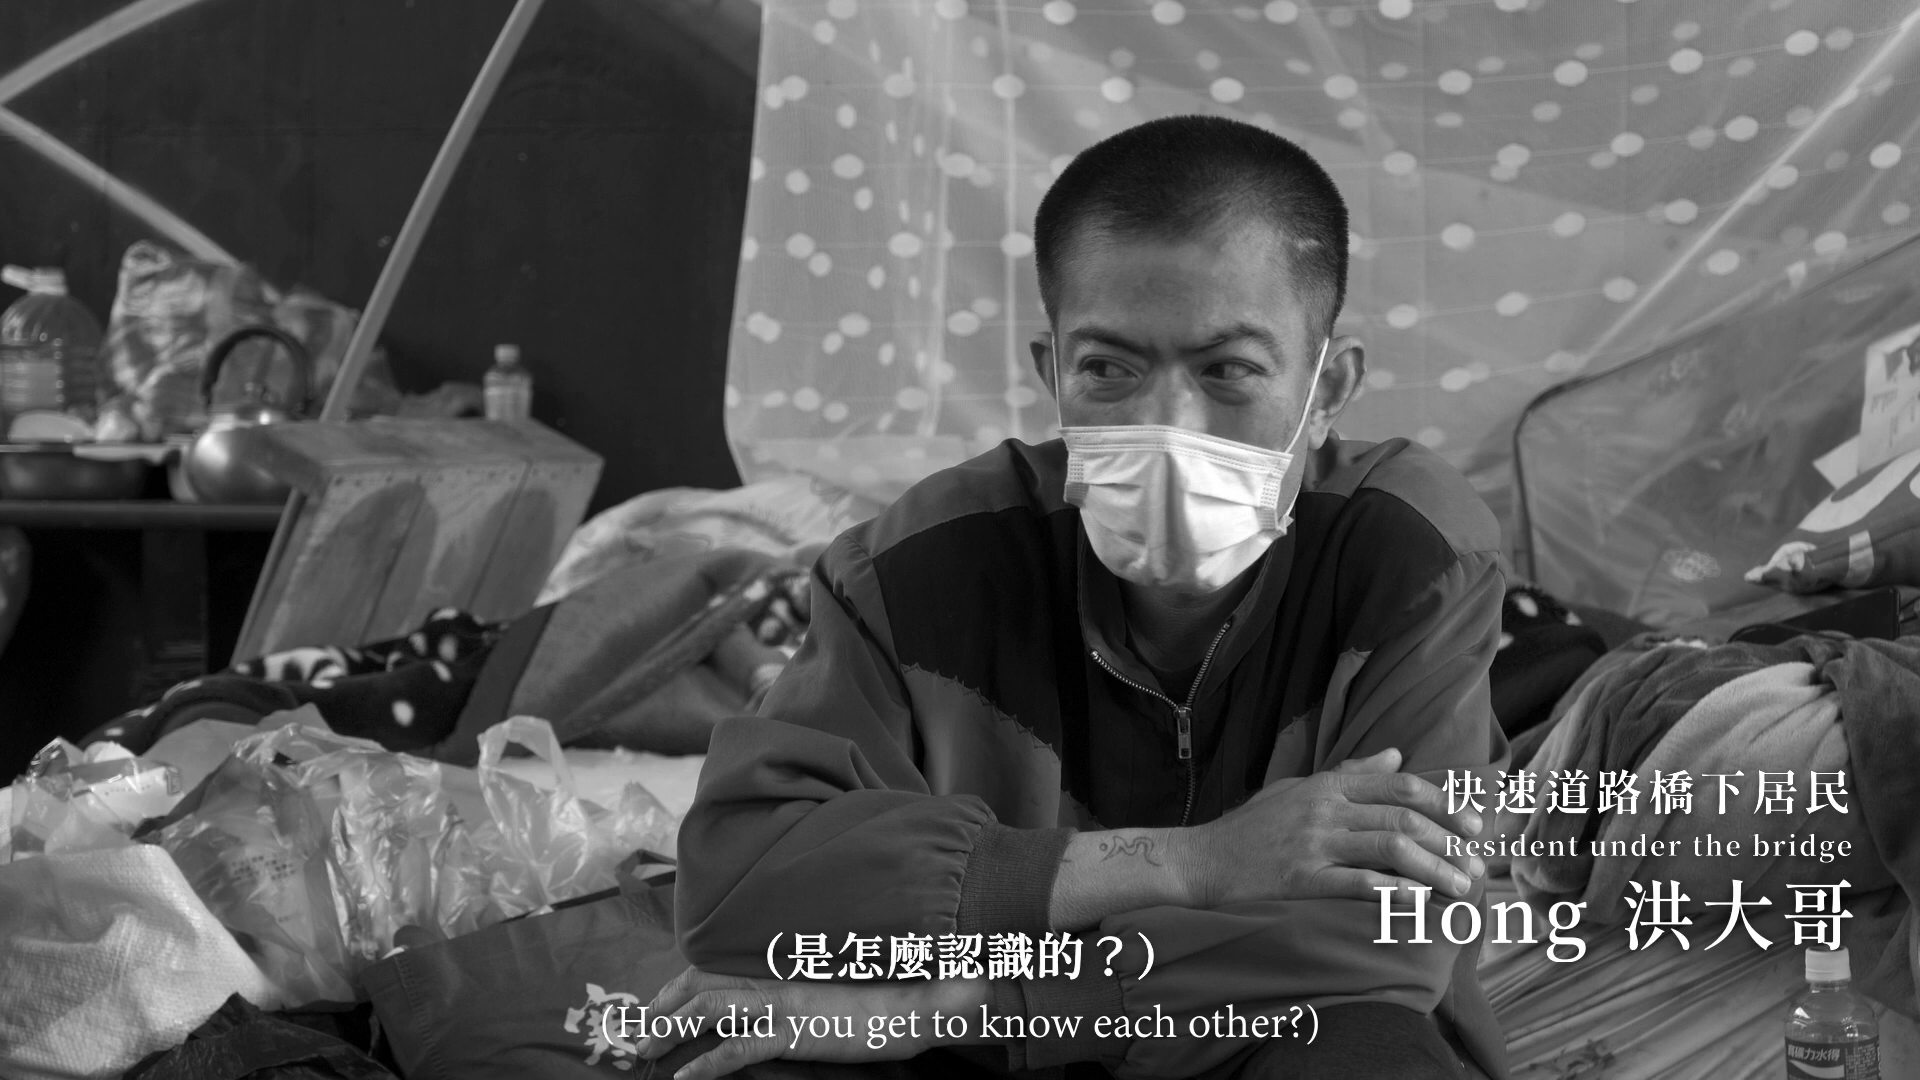 快速道路橋下居民
Resident under the bridge
Hong 洪大哥
（是怎麼認識的？）
(How did you get to know each other?)